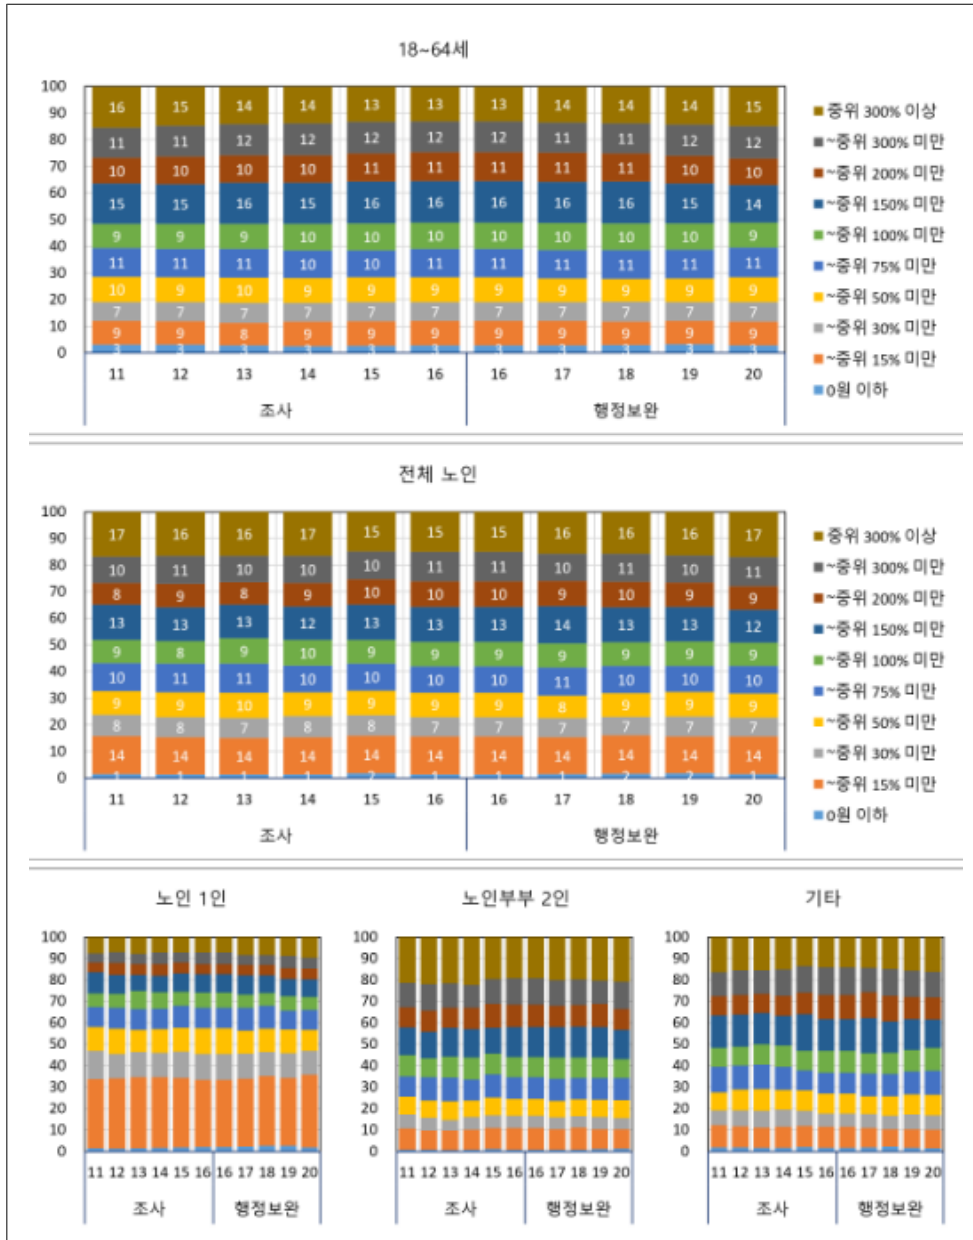 18~64세
100 16 15 14 14 13 13 13 14 14 14 15 중위 300% 이상
90 11 11 12 12 12 12 12 11 11 12 12 ~중위 300% 미만
80
70 10 10 10 10 11 11 11 11 11 10 10 ~중위 200% 미만
60 15 15 16 15 16 16 16 16 16 15 14 ~중위 150% 미만
50
40 9 9 9 10 10 10 10 10 10 10 9 ~중위 100% 미만
30 11 11 11 10 10 11 11 11 11 11 11 ~중위 75% 미만
20 10 9 10 9 9 9 9 9 9 9 9 ~중위 50% 미만
7 7 7 7 7 7 7 7 7 7 7 ~중위 30% 미만
10 9 9 8 9 9 9 9 9 9 9 9 ~중위 15% 미만
0 3 3 3 3 3 3 3 3 3 3 3 0원 이하
11 12 13 14 15 16 16 17 18 19 20
조사 행정보완
전체 노인
100 17 16 16 17 15 15 15 16 16 16 17 중위 300% 이상
90
80 10 11 10 10 10 11 11 10 11 10 11 ~중위 300% 미만
70 8 9 8 9 10 10 10 9 10 9 9 ~중위 200% 미만
60 13 13 13 12 13 13 13 14 13 13 12 ~중위 150% 미만
50 9 8 9 10 9 9 9 9 9 9 9 ~중위 100% 미만
40 10 11 11 10 10 10 10 11 10 10 10 ~중위 75% 미만
30 9 9 10 9 9 9 9 8 9 9 9 ~중위 50% 미만
20 8 8 7 8 8 7 7 7 7 7 7 ~중위 30% 미만
10 14 14 14 14 14 14 14 14 14 14 14 ~중위 15% 미만
0 1 1 1 1 2 1 1 1 2 2 1 0원 이하
11 12 13 14 15 16 16 17 18 19 20
조사 행정보완
노인 1인 노인부부 2인 기타
100 100 100
90 90 90
80 80 80
70 70 70
60 60 60
50 50 50
40 40 40
30 30 30
20 20 20
10 10 10
0 0 0
11 12 13 14 15 16 16 17 18 19 20 11 12 13 14 15 16 16 17 18 19 20 11 12 13 14 15 16 16 17 18 19 20
조사 행정보완 조사 행정보완 조사 행정보완